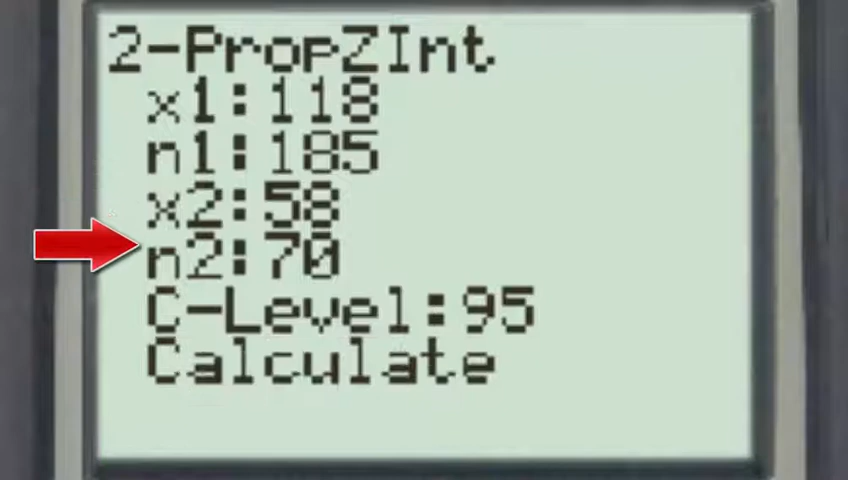 2-PropZInt
x1:118
n1:185
x2:58
n2:70
C-Level:95
Calculate